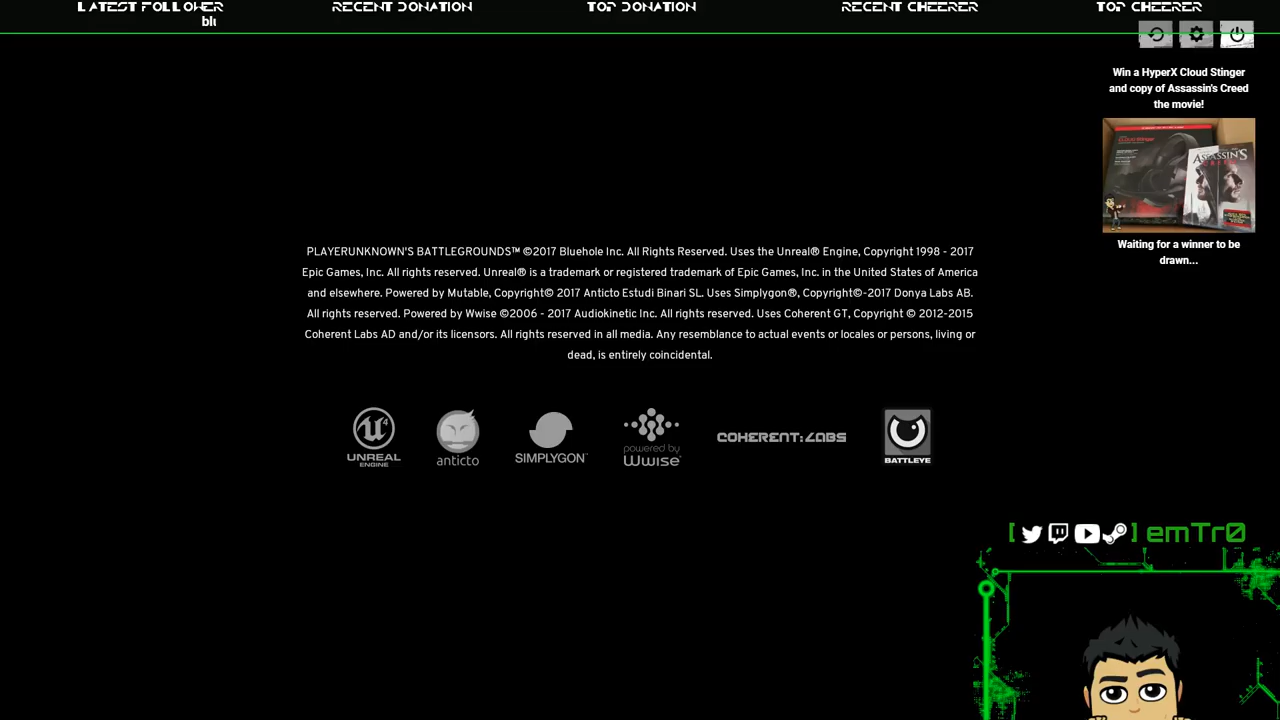 LATEST FOLLOWER
RECENT DONATION
TOP DONATION
RECENT CHEERER
TOP CHEERER
blu
Win a HyperX Cloud Stinger
and copy of Assassin's Creed
the movie!
ASSASSIN'S
CREED
Waiting for a winner to be
drawn...
PLAYERUNKNOWN'S BATTLEGROUNDS™ ©2017 Bluehole Inc. All Rights Reserved. Uses the Unreal® Engine, Copyright 1998 - 2017
Epic Games, Inc. All rights reserved. Unreal® is a trademark or registered trademark of Epic Games, Inc. in the United States of America
and elsewhere. Powered by Mutable, Copyright© 2017 Anticto Estudi Binari SL. Uses Simplygon®, Copyright©-2017 Donya Labs AB.
All rights reserved. Powered by Wwise ©2006 - 2017 Audiokinetic Inc. All rights reserved. Uses Coherent GT, Copyright © 2012-2015
Coherent Labs AD and/or its licensors. All rights reserved in all media. Any resemblance to actual events or locales or persons, living or
dead, is entirely coincidental.
UNREAL
ENGINE
anticto
SIMPLYGON™
powered by
Wwise
COHERENT:LABS
BATTLEYE
[ ] emTr0